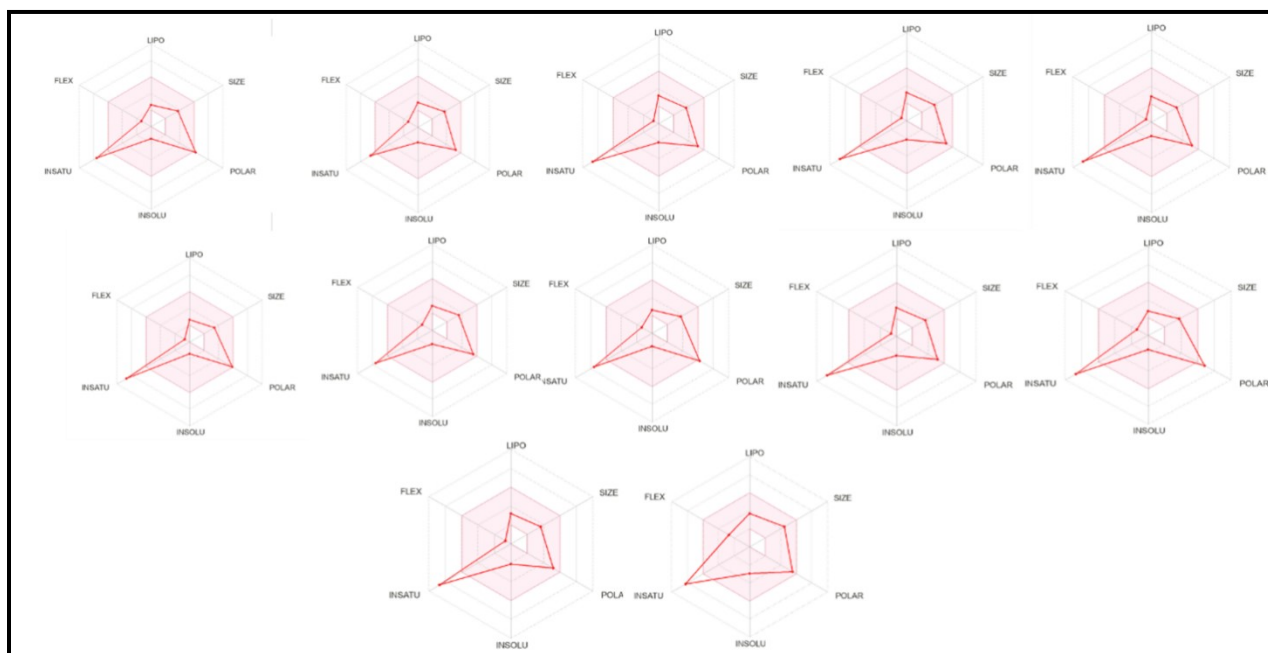 LIPO
FLEX SIZE
INSATU POLAR
INSOLU
LIPO
FLEX SIZE
INSATU POLAR
INSOLU
LIPO
FLEX SIZE
INSATU POLAR
INSOLU
LIPO
FLEX SIZE
INSATU POLAR
INSOLU
LIPO
FLEX SIZE
INSATU POLAR
INSOLU
LIPO
FLEX SIZE
INSATU POLAR
INSOLU
LIPO
FLEX SIZE
INSATU POLAR
INSOLU
LIPO
FLEX SIZE
NSATU POLAR
INSOLU
LIPO
FLEX SIZE
INSATU POLAR
INSOLU
LIPO
FLEX SIZE
INSATU POLAR
INSOLU
LIPO
FLEX SIZE
INSATU POLA
INSOLU
LIPO
FLEX SIZE
INSATU POLAR
INSOLU